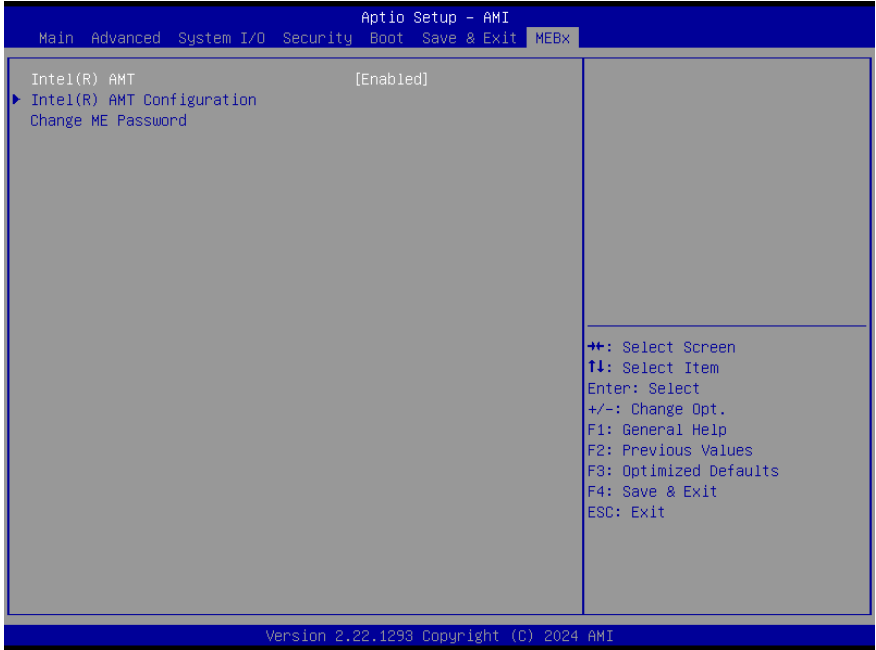 Aptio Setup – AMI
Main Advanced System I/O Security Boot Save & Exit MEBx
Intel(R) AMT [Enabled]
Intel(R) AMT Configuration
Change ME Password
→←: Select Screen
↑↓: Select Item
Enter: Select
+/-: Change Opt.
F1: General Help
F2: Previous Values
F3: Optimized Defaults
F4: Save & Exit
ESC: Exit
Version 2.22.1293 Copyright (C) 2024 AMI